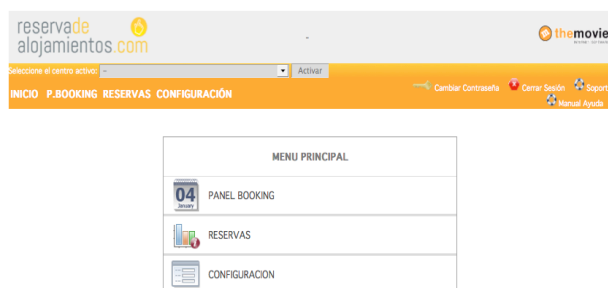 reservade
alojamientos.com
themovie
Seleccione el centro activo: -
Activar
INICIO P.BOOKING RESERVAS CONFIGURACIÓN
Cambiar Contraseña Cerrar Sesión Soport
Manual Ayuda
MENU PRINCIPAL
04
January
PANEL BOOKING
RESERVAS
CONFIGURACION